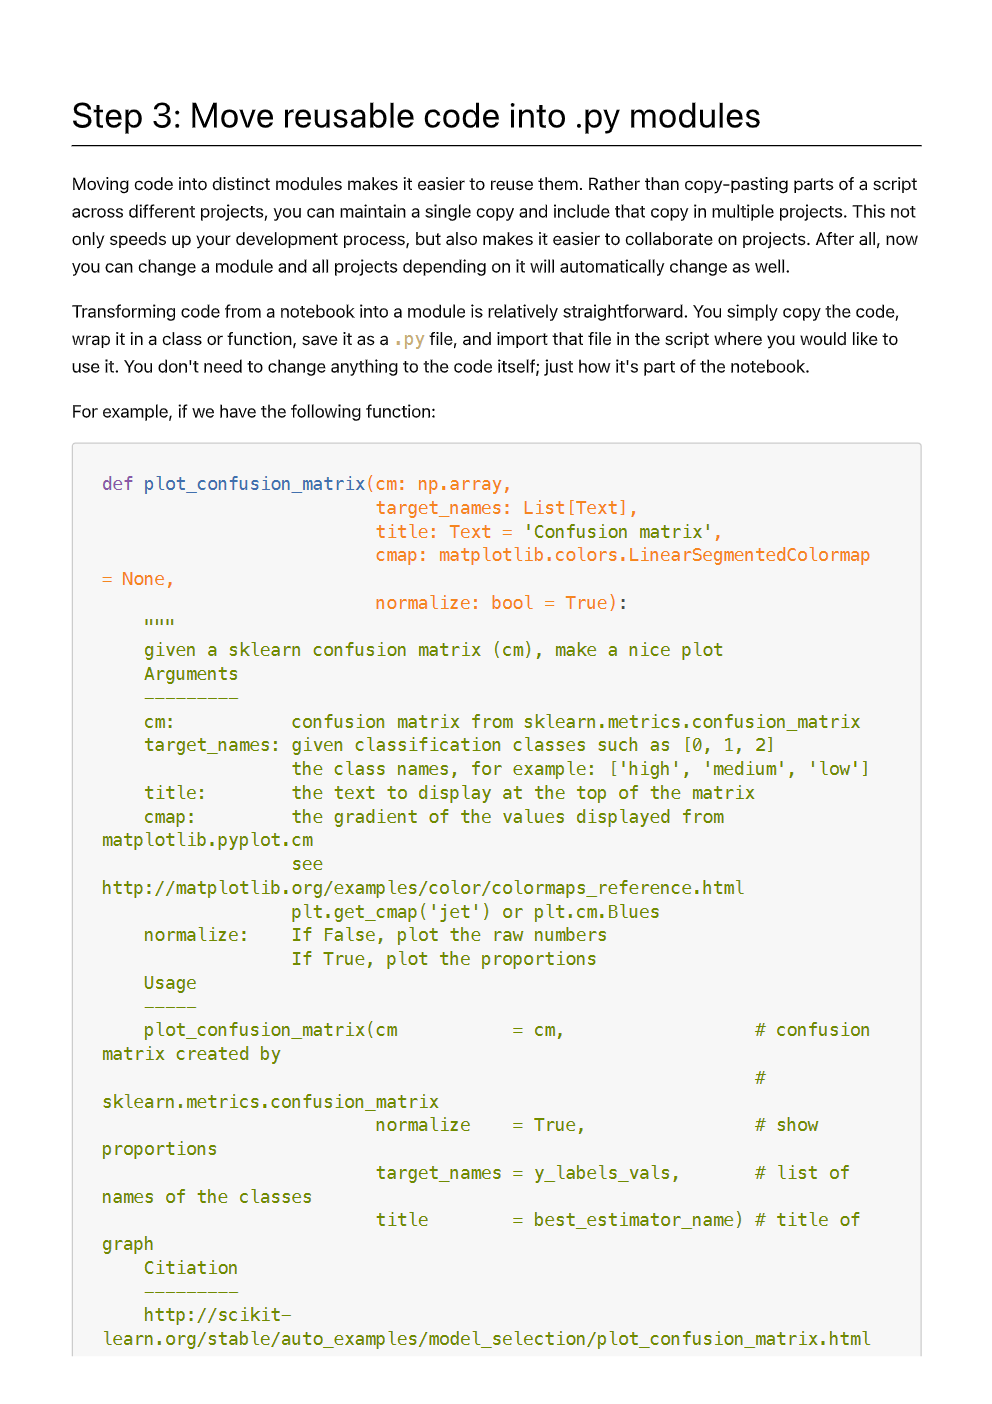 Step 3: Move reusable code into .py modules
Moving code into distinct modules makes it easier to reuse them. Rather than copy-pasting parts of a script
across different projects, you can maintain a single copy and include that copy in multiple projects. This not
only speeds up your development process, but also makes it easier to collaborate on projects. After all, now
you can change a module and all projects depending on it will automatically change as well.
Transforming code from a notebook into a module is relatively straightforward. You simply copy the code,
wrap it in a class or function, save it as a .py file, and import that file in the script where you would like to
use it. You don't need to change anything to the code itself; just how it's part of the notebook.
For example, if we have the following function:
def plot_confusion_matrix(cm: np.array,
                          target_names: List[Text],
                          title: Text = 'Confusion matrix',
                          cmap: matplotlib.colors.LinearSegmentedColormap
= None,
                          normalize: bool = True):
    """
    given a sklearn confusion matrix (cm), make a nice plot
    Arguments
    ---------
    cm:           confusion matrix from sklearn.metrics.confusion_matrix
    target_names: given classification classes such as [0, 1, 2]
                  the class names, for example: ['high', 'medium', 'low']
    title:        the text to display at the top of the matrix
    cmap:         the gradient of the values displayed from
matplotlib.pyplot.cm
                  see
http://matplotlib.org/examples/color/colormaps_reference.html
                  plt.get_cmap('jet') or plt.cm.Blues
    normalize:    If False, plot the raw numbers
                  If True, plot the proportions
    Usage
    -----
    plot_confusion_matrix(cm           = cm,                  # confusion
matrix created by
                                                              #
sklearn.metrics.confusion_matrix
                          normalize    = True,                # show
proportions
                          target_names = y_labels_vals,       # list of
names of the classes
                          title        = best_estimator_name) # title of
graph
    Citiation
    ---------
    http://scikit-
learn.org/stable/auto_examples/model_selection/plot_confusion_matrix.html